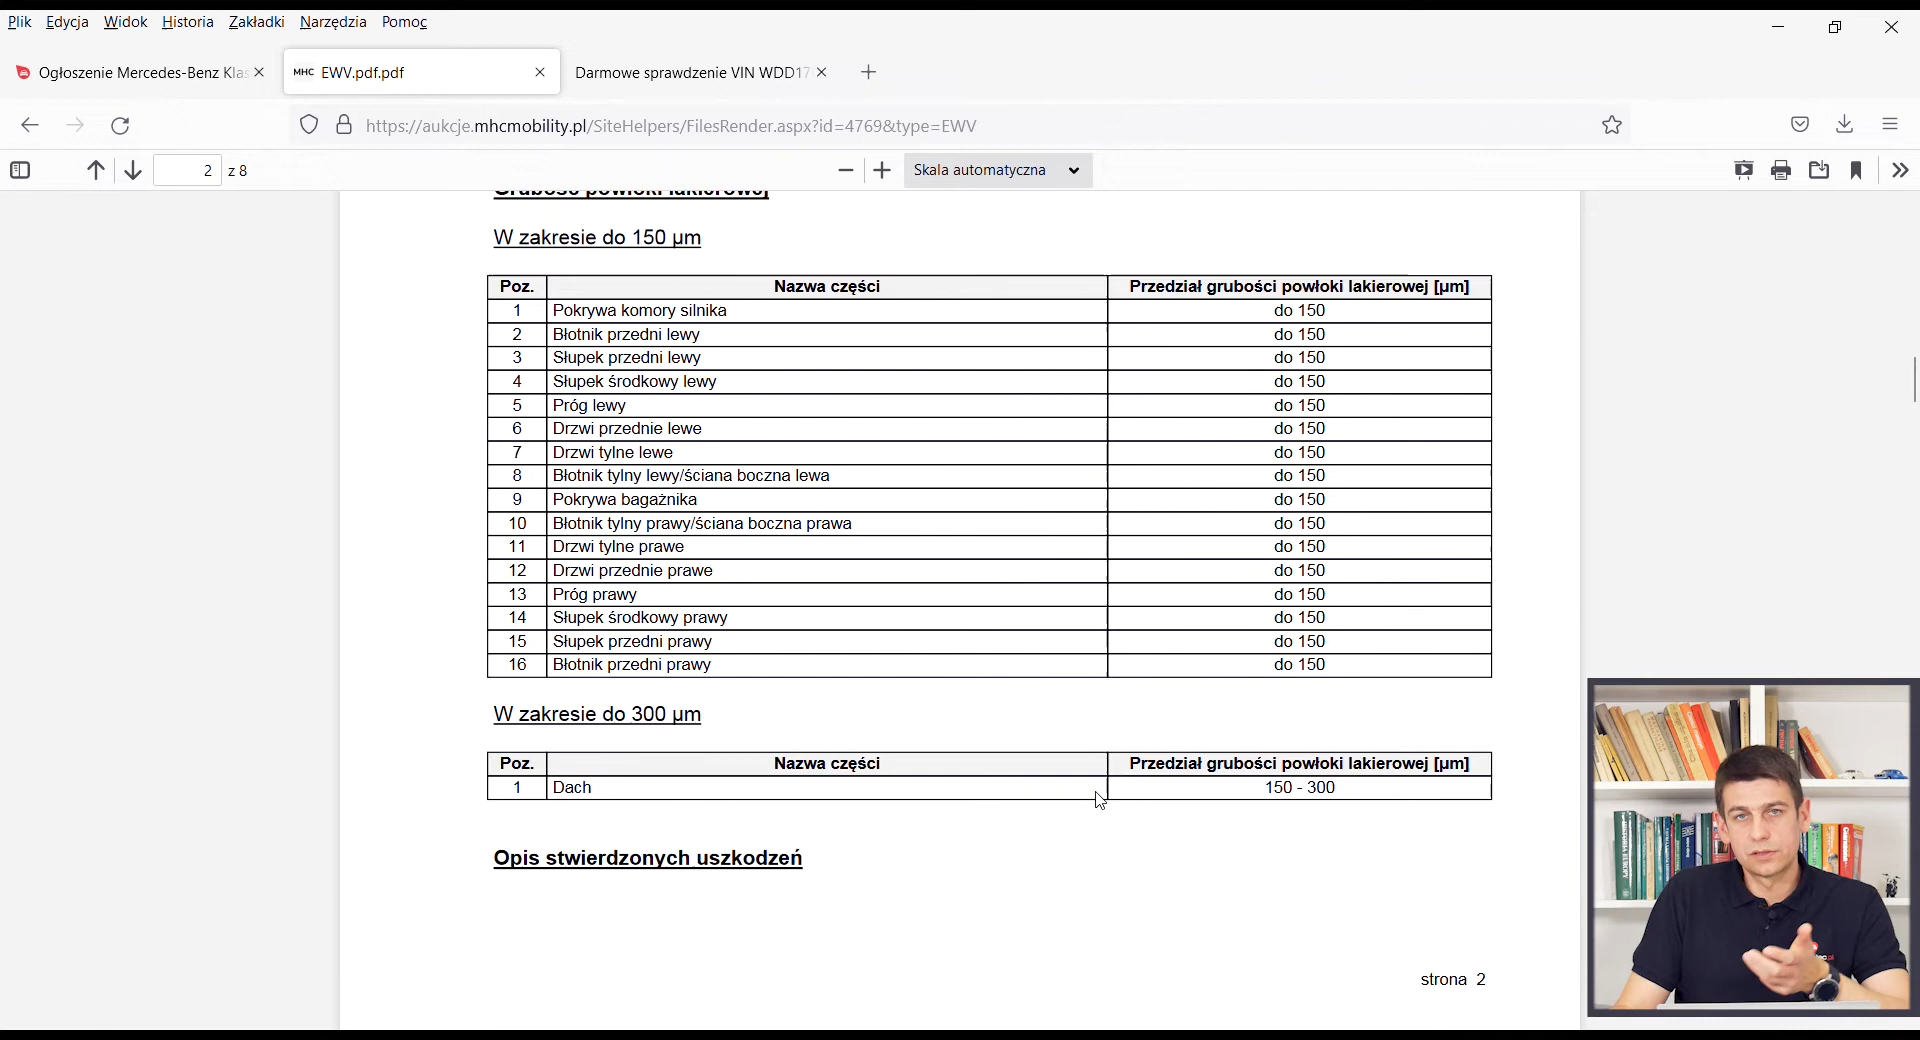 Plik Edycja Widok Historia Zakładki Narzędzia Pomoc
Ogłoszenie Mercedes-Benz Klas
MHC EWV.pdf.pdf
Darmowe sprawdzenie VIN WDD17
https://aukcje.mhcmobility.pl/SiteHelpers/FilesRender.aspx?id=4769&type=EWV
2 z 8
Skala automatyczna
Grubość powłoki lakierowej
W zakresie do 150 µm
Poz. Nazwa części Przedział grubości powłoki lakierowej [µm]
1 Pokrywa komory silnika do 150
2 Błotnik przedni lewy do 150
3 Słupek przedni lewy do 150
4 Słupek środkowy lewy do 150
5 Próg lewy do 150
6 Drzwi przednie lewe do 150
7 Drzwi tylne lewe do 150
8 Błotnik tylny lewy/ściana boczna lewa do 150
9 Pokrywa bagażnika do 150
10 Błotnik tylny prawy/ściana boczna prawa do 150
11 Drzwi tylne prawe do 150
12 Drzwi przednie prawe do 150
13 Próg prawy do 150
14 Słupek środkowy prawy do 150
15 Słupek przedni prawy do 150
16 Błotnik przedni prawy do 150
W zakresie do 300 µm
Poz. Nazwa części Przedział grubości powłoki lakierowej [µm]
1 Dach 150 - 300
Opis stwierdzonych uszkodzeń
strona 2